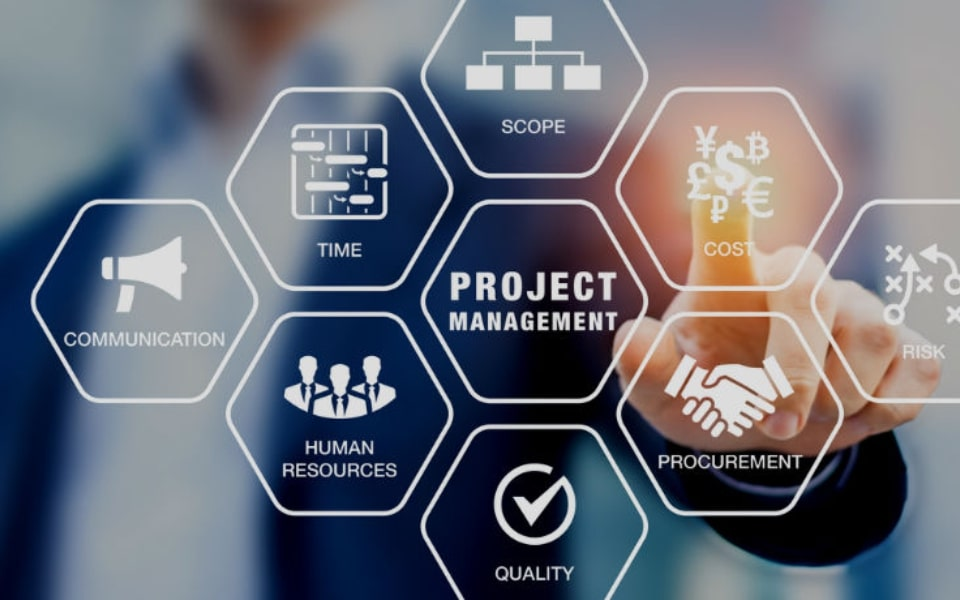 SCOPE
TIME
COST
COMMUNICATION
PROJECT
MANAGEMENT
RISK
HUMAN
RESOURCES
PROCUREMENT
QUALITY